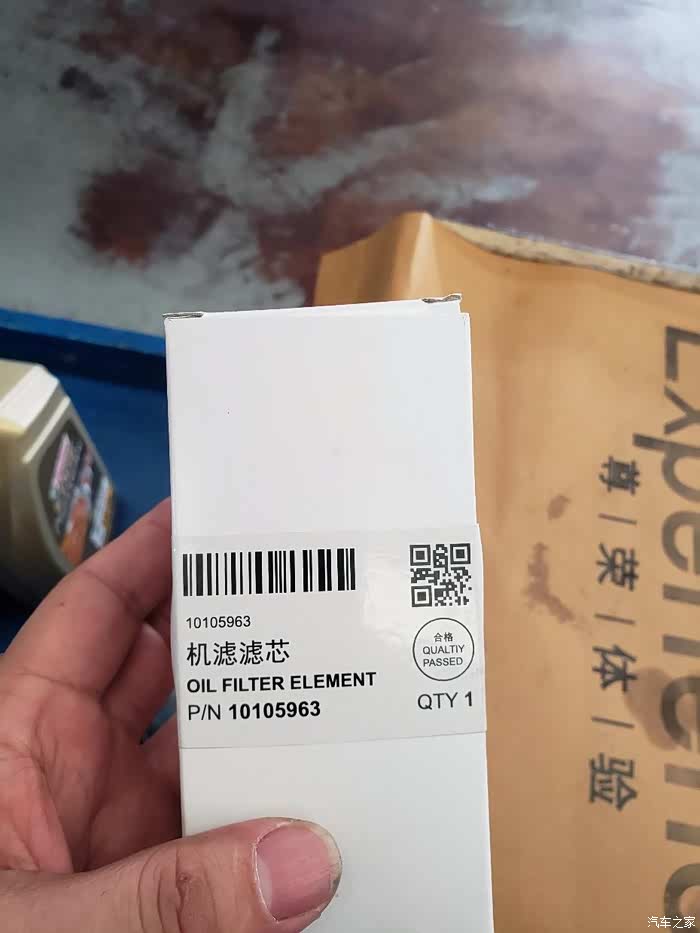 10105963
机滤滤芯
OIL FILTER ELEMENT
P/N 10105963
合格
QUALTIY
PASSED
QTY 1
尊 | 荣 | 体 | 验
汽车之家